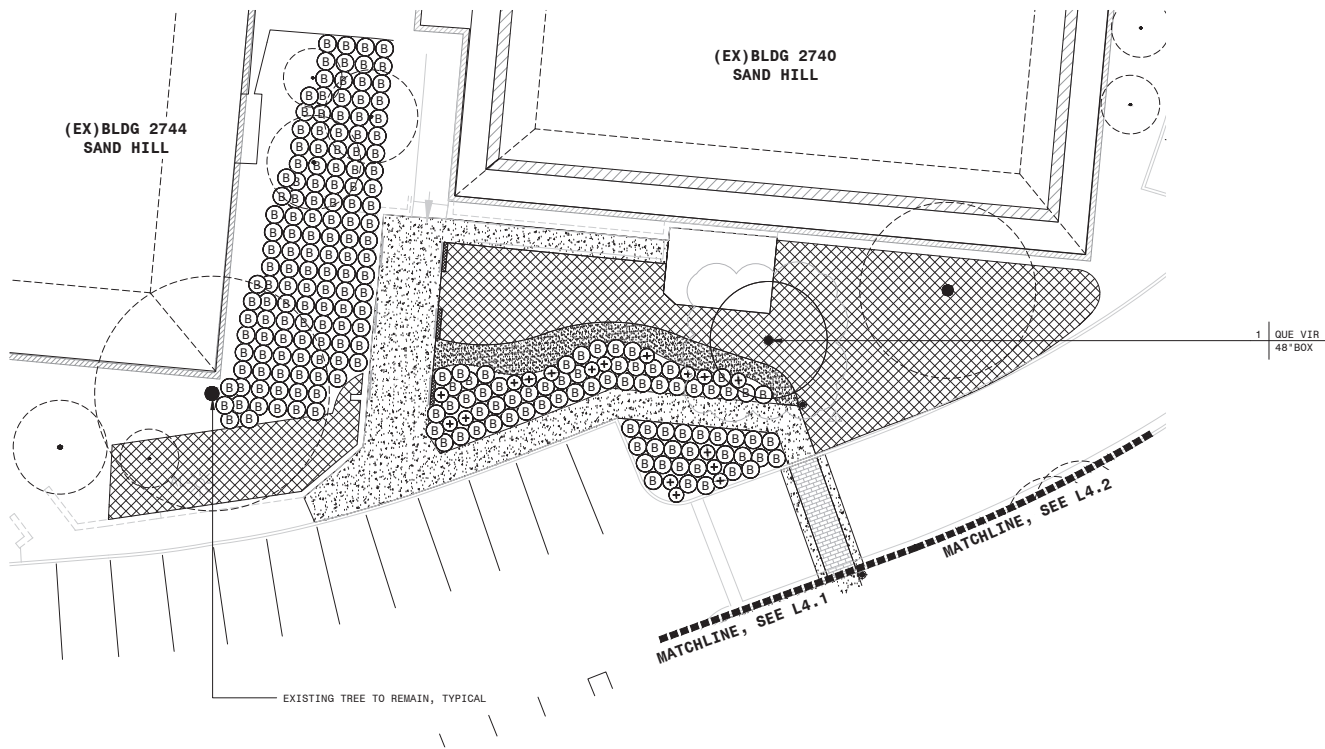 (EX)BLDG 2740
SAND HILL
(EX)BLDG 2744
SAND HILL
1 QUE VIR
48"BOX
MATCHLINE, SEE L4.2
MATCHLINE, SEE L4.1
EXISTING TREE TO REMAIN, TYPICAL